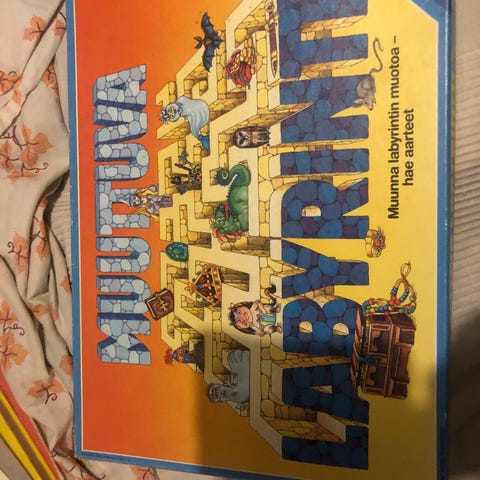 MUUTTUVA
LABYRINTTI
Muunna labyrintin muotoa –
hae aarteet